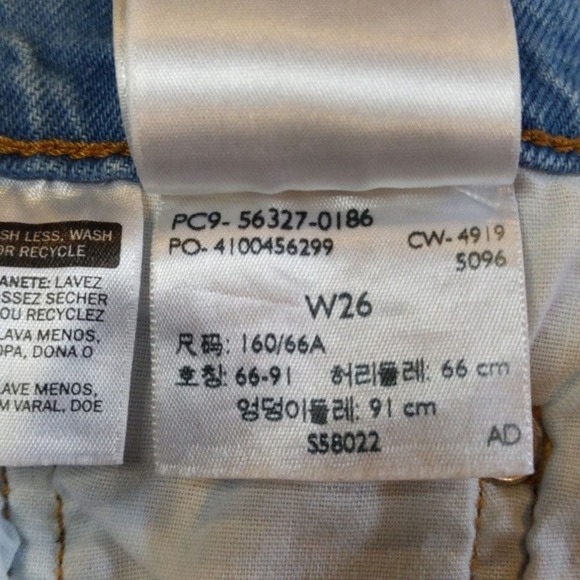 SH LESS, WASH
OR RECYCLE
ANETE: LAVEZ
SSEZ SÉCHER
OU RECYCLEZ
LAVA MENOS,
OPA, DONA O
AVE MENOS,
M VARAL, DOE
PC9- 56327-0186
PO- 4100456299
CW- 4919
5096
W26
尺码: 160/66A
호칭: 66-91 허리둘레: 66 cm
엉덩이둘레: 91 cm
S58022
AD